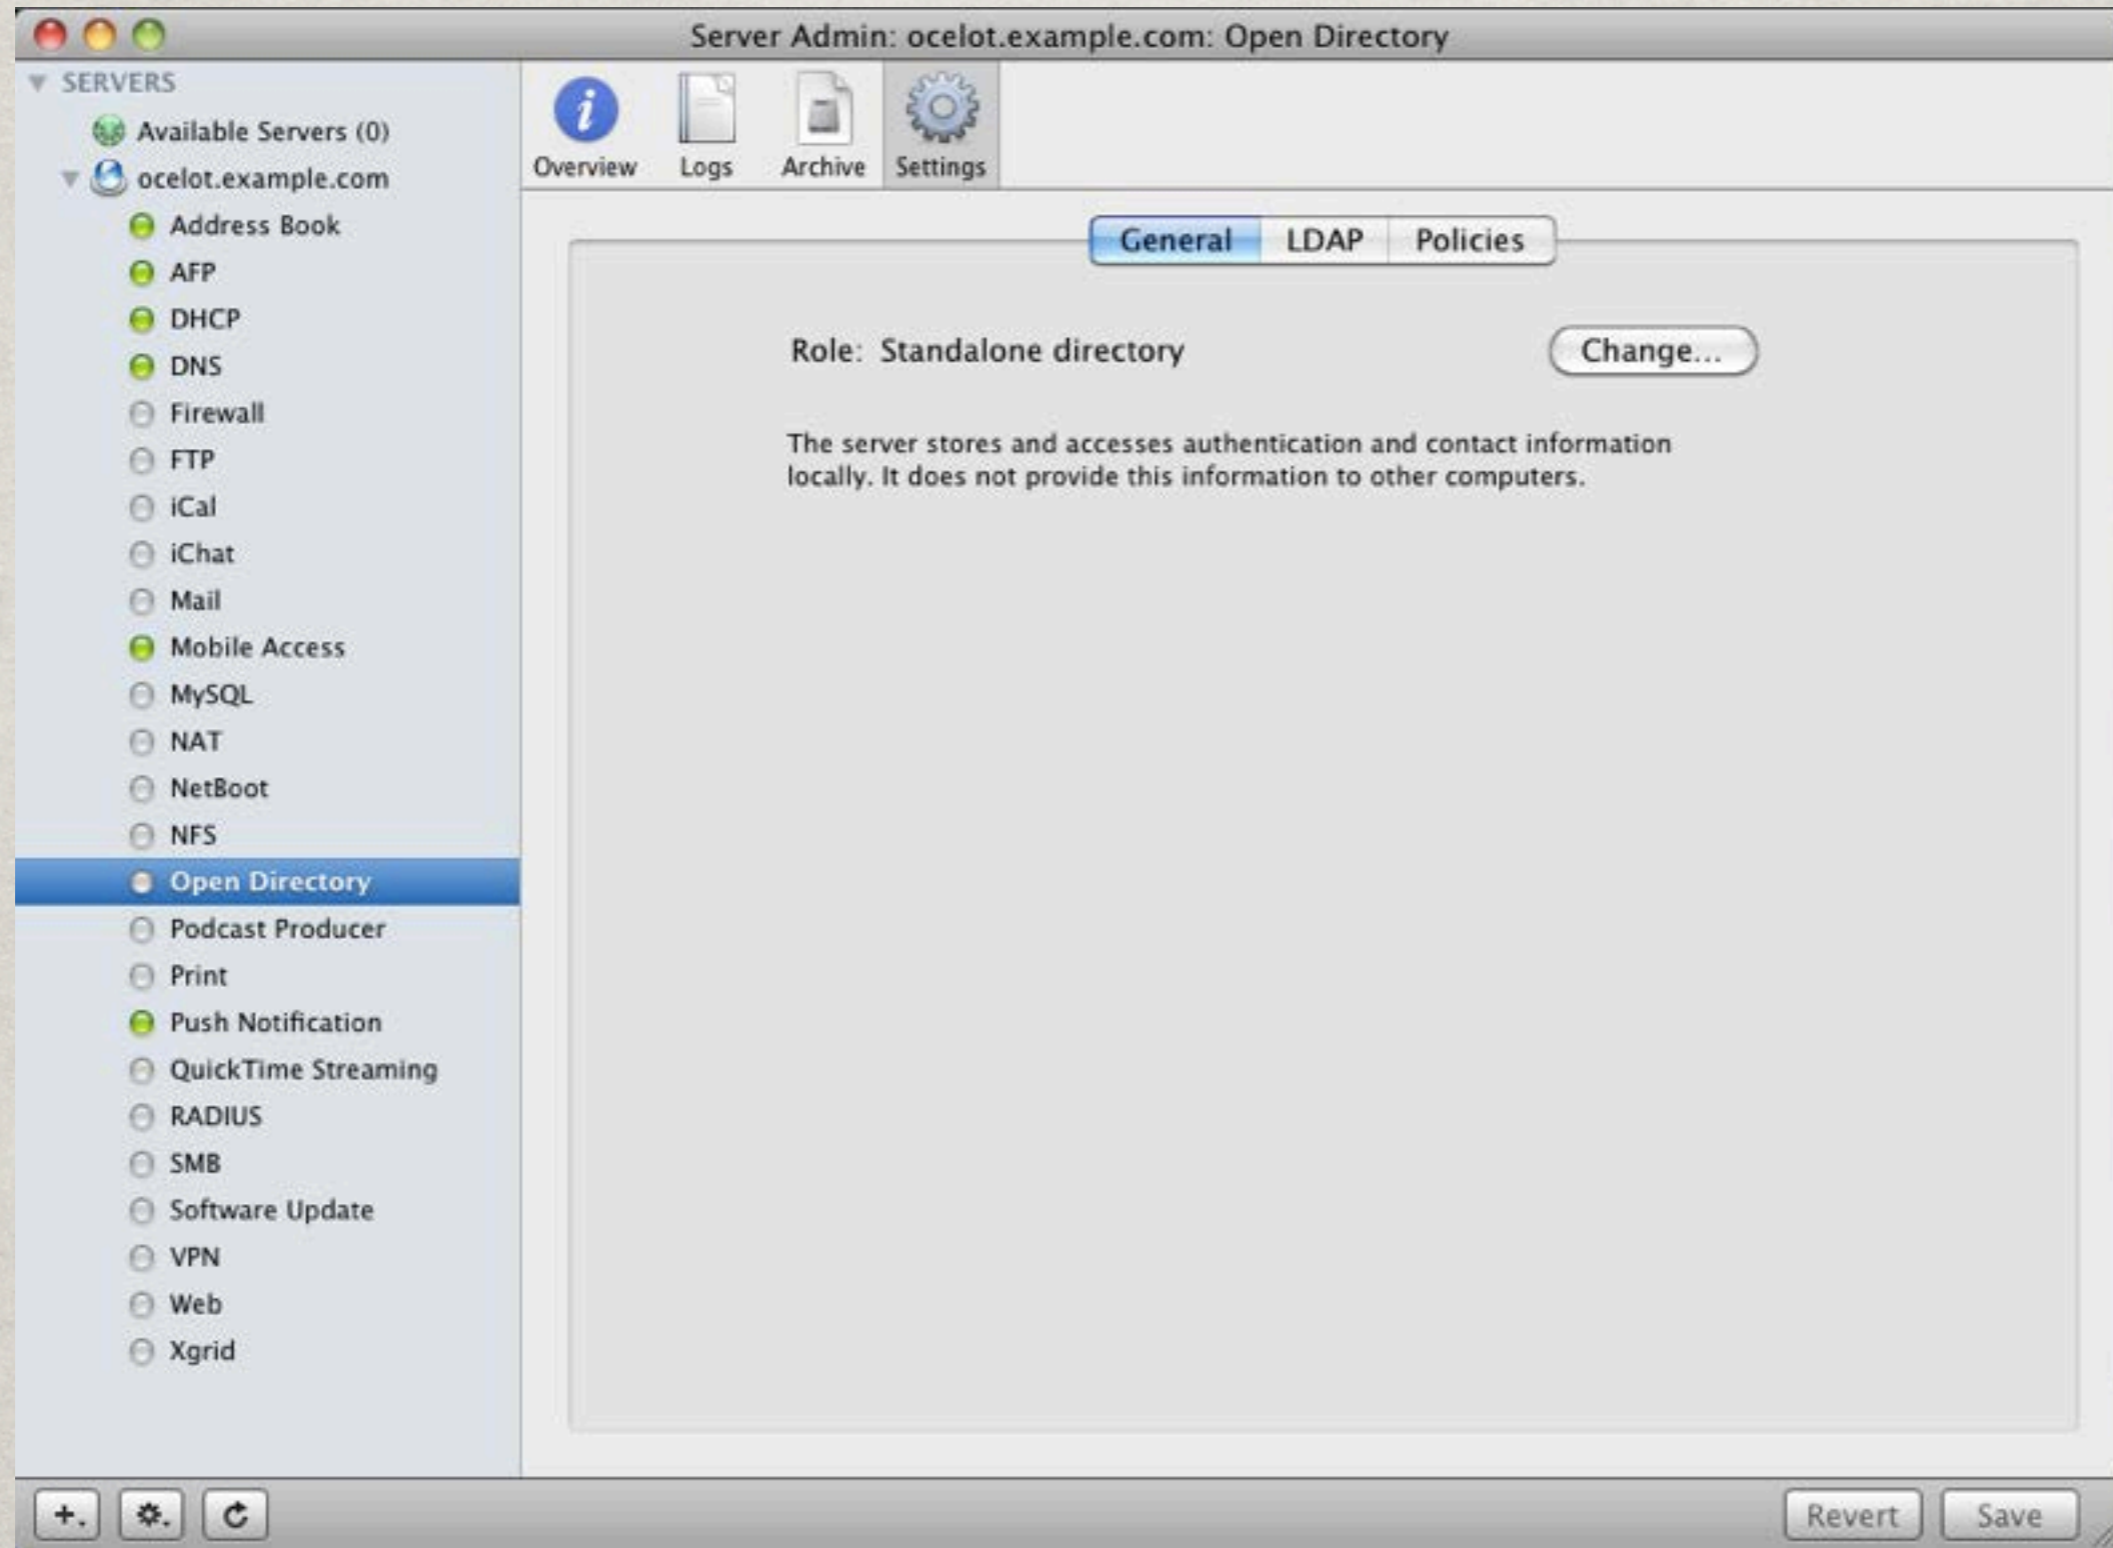 Server Admin: ocelot.example.com: Open Directory
SERVERS
Available Servers (0)
ocelot.example.com
Address Book
AFP
DHCP
DNS
Firewall
FTP
iCal
iChat
Mail
Mobile Access
MySQL
NAT
NetBoot
NFS
Open Directory
Podcast Producer
Print
Push Notification
QuickTime Streaming
RADIUS
SMB
Software Update
VPN
Web
Xgrid
Overview Logs Archive Settings
General LDAP Policies
Role: Standalone directory Change...
The server stores and accesses authentication and contact information
locally. It does not provide this information to other computers.
Revert Save